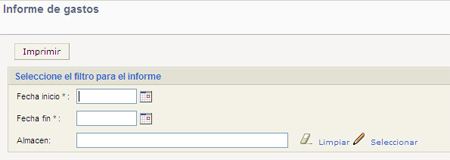 Informe de gastos
Imprimir
Seleccione el filtro para el informe
Fecha inicio * :
Fecha fin * :
Almacen: Limpiar Seleccionar